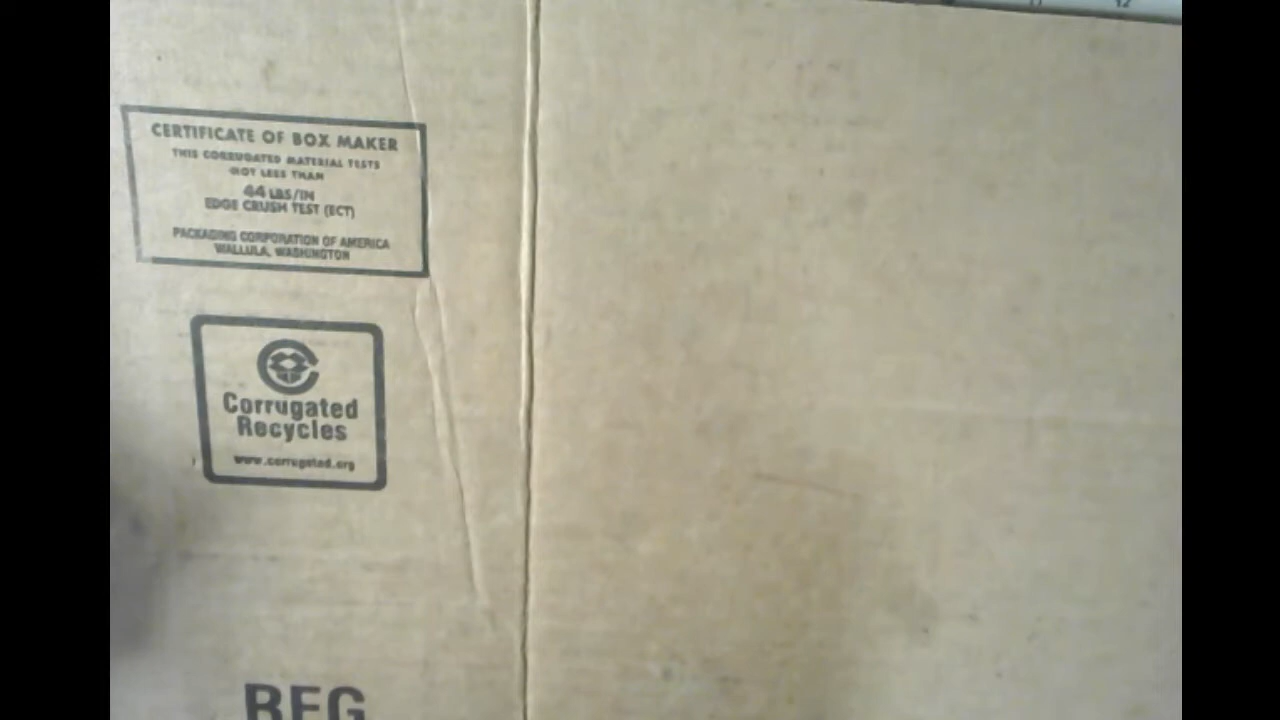 12
CERTIFICATE OF BOX MAKER
THIS CORRUGATED MATERIAL TESTS
NOT LESS THAN
44 LBS/IN
EDGE CRUSH TEST (ECT)
PACKAGING CORPORATION OF AMERICA
WALLULA, WASHINGTON
Corrugated
Recycles
www.corrugated.org